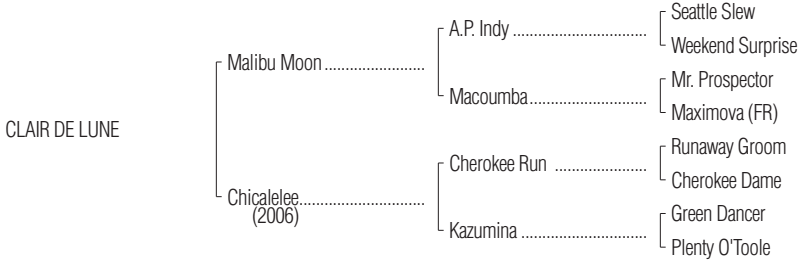 Seattle Slew
A.P. Indy ................................
Weekend Surprise
Malibu Moon ........................
Mr. Prospector
Macoumba............................
Maximova (FR)
CLAIR DE LUNE
Runaway Groom
Cherokee Run ......................
Cherokee Dame
Chicalelee..............................
(2006)
Green Dancer
Kazumina ..............................
Plenty O'Toole